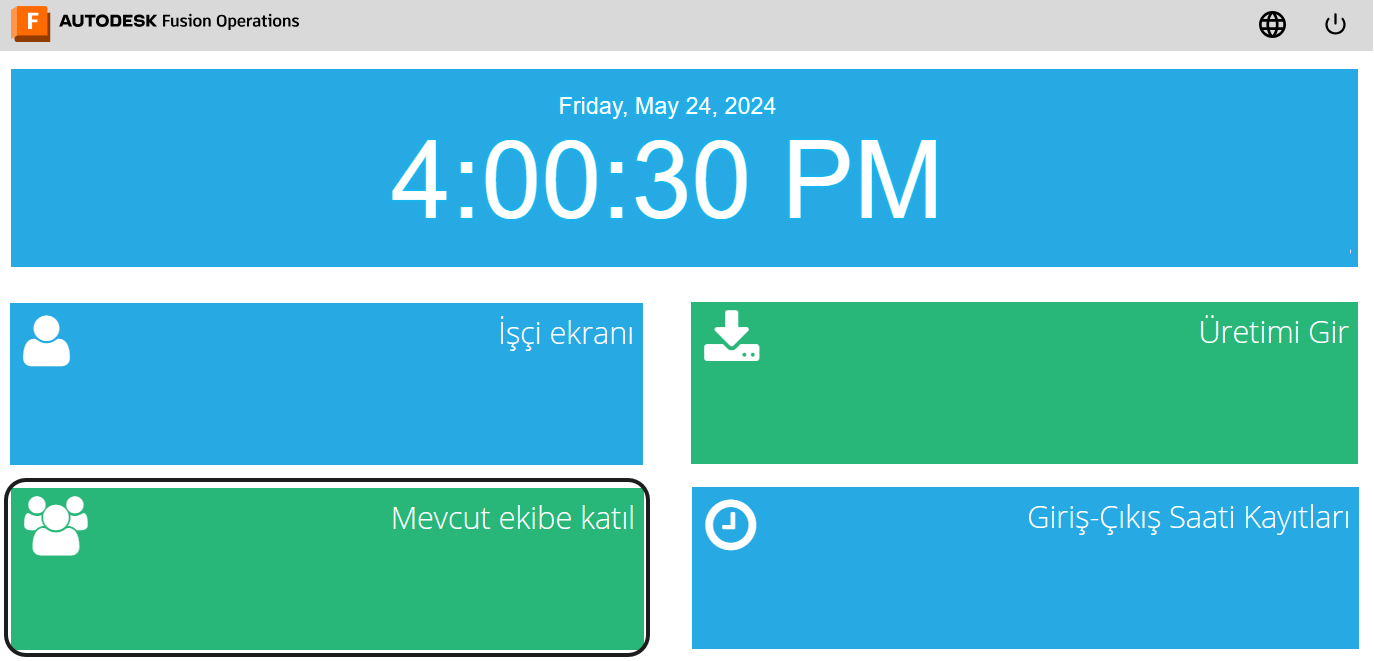 F AUTODESK Fusion Operations
Friday, May 24, 2024
4:00:30 PM
İşçi ekranı
Üretimi Gir
Mevcut ekibe katıl
Giriş-Çıkış Saati Kayıtları